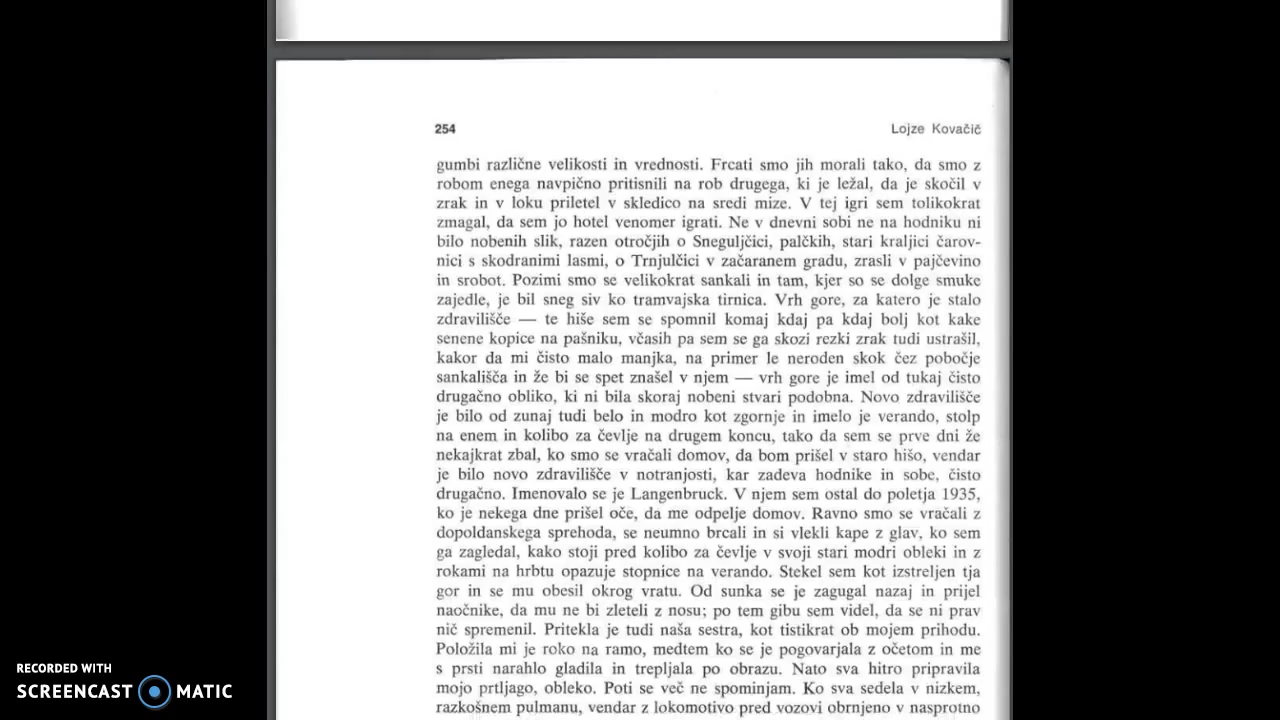 254
Lojze Kovačič
gumbi različne velikosti in vrednosti. Frcati smo jih morali tako, da smo z
robom enega navpično pritisnili na rob drugega, ki je ležal, da je skočil v
zrak in v loku priletel v skledico na sredi mize. V tej igri sem tolikokrat
zmagal, da sem jo hotel venomer igrati. Ne v dnevni sobi ne na hodniku ni
bilo nobenih slik, razen otročjih o Sneguljčici, palčkih, stari kraljici čarov-
nici s skodranimi lasmi, o Trnjulčici v začaranem gradu, zrasli v pajčevino
in srobot. Pozimi smo se velikokrat sankali in tam, kjer so se dolge smuke
zajedle, je bil sneg siv ko tramvajska tirnica. Vrh gore, za katero je stalo
zdravilišče — te hiše sem se spomnil komaj kdaj pa kdaj bolj kot kake
senene kopice na pašniku, včasih pa sem se ga skozi rezki zrak tudi ustrašil,
kakor da mi čisto malo manjka, na primer le neroden skok čez pobočje
sankališča in že bi se spet znašel v njem — vrh gore je imel od tukaj čisto
drugačno obliko, ki ni bila skoraj nobeni stvari podobna. Novo zdravilišče
je bilo od zunaj tudi belo in modro kot zgornje in imelo je verando, stolp
na enem in kolibo za čevlje na drugem koncu, tako da sem se prve dni že
nekajkrat zbal, ko smo se vračali domov, da bom prišel v staro hišo, vendar
je bilo novo zdravilišče v notranjosti, kar zadeva hodnike in sobe, čisto
drugačno. Imenovalo se je Langenbruck. V njem sem ostal do poletja 1935,
ko je nekega dne prišel oče, da me odpelje domov. Ravno smo se vračali z
dopoldanskega sprehoda, se neumno brcali in si vlekli kape z glav, ko sem
ga zagledal, kako stoji pred kolibo za čevlje v svoji stari modri obleki in z
rokami na hrbtu opazuje stopnice na verando. Stekel sem kot izstreljen tja
gor in se mu obesil okrog vratu. Od sunka se je zagugal nazaj in prijel
naočnike, da mu ne bi zleteli z nosu; po tem gibu sem videl, da se ni prav
nič spremenil. Pritekla je tudi naša sestra, kot tistikrat ob mojem prihodu.
Položila mi je roko na ramo, medtem ko se je pogovarjala z očetom in me
s prsti narahlo gladila in trepljala po obrazu. Nato sva hitro pripravila
mojo prtljago, obleko. Poti se več ne spominjam. Ko sva sedela v nizkem,
razkošnem pulmanu, vendar z lokomotivo pred vozovi obrnjeno v nasprotno
RECORDED WITH
SCREENCAST MATIC